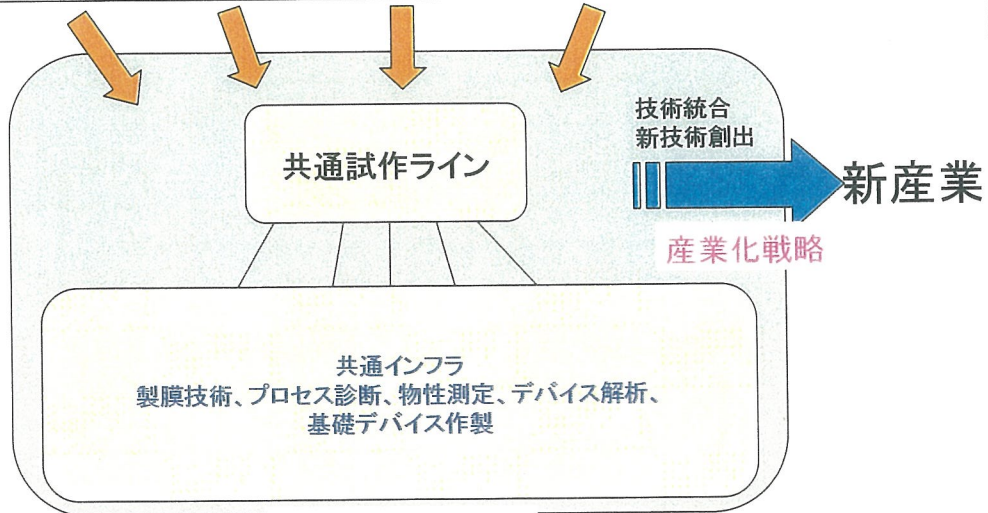 共通試作ライン
技術統合
新技術創出
新産業
産業化戦略
共通インフラ
製膜技術、プロセス診断、物性測定、デバイス解析、
基礎デバイス作製